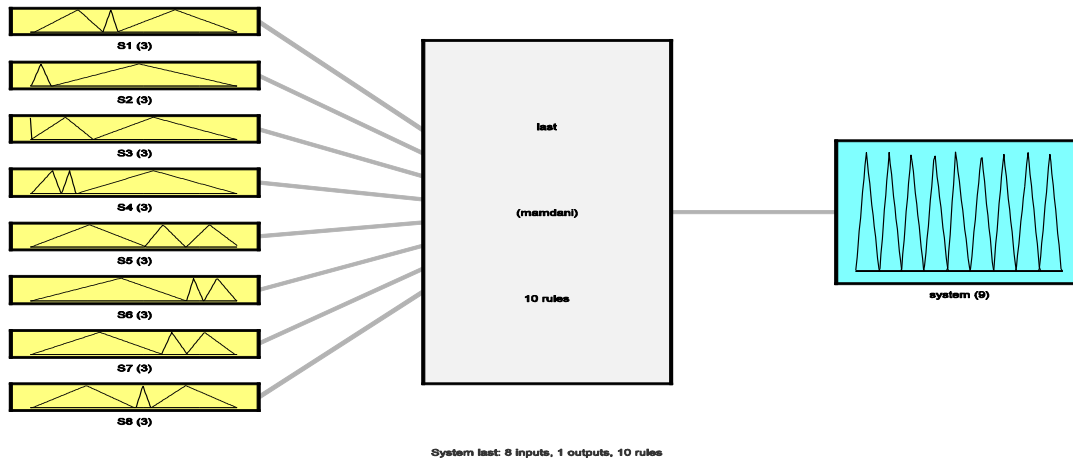 S1 (3)
S2 (3)
S3 (3)
S4 (3)
S5 (3)
S6 (3)
S7 (3)
S8 (3)
last
(mamdani)
10 rules
system (9)
System last: 8 inputs, 1 outputs, 10 rules